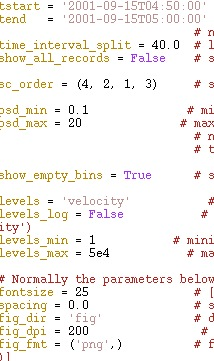 tstart = '2001-09-15T04:50:00'
tend = '2001-09-15T05:00:00'
# n
time_interval_split = 40.0 # l
show_all_records = False # s
sc_order = (4, 2, 1, 3) # s
psd_min = 0.1 # mi
psd_max = 20 # max
# n
# t
show_empty_bins = True # s
levels = 'velocity' #
levels_log = False #
ity')
levels_min = 1 # mini
levels_max = 5e4 # ma
# Normally the parameters below
fontsize = 25 # [
spacing = 0.0 # s
fig_dir = 'fig' # d
fig_dpi = 200 #
fig_fmt = ('png',) # f
)]